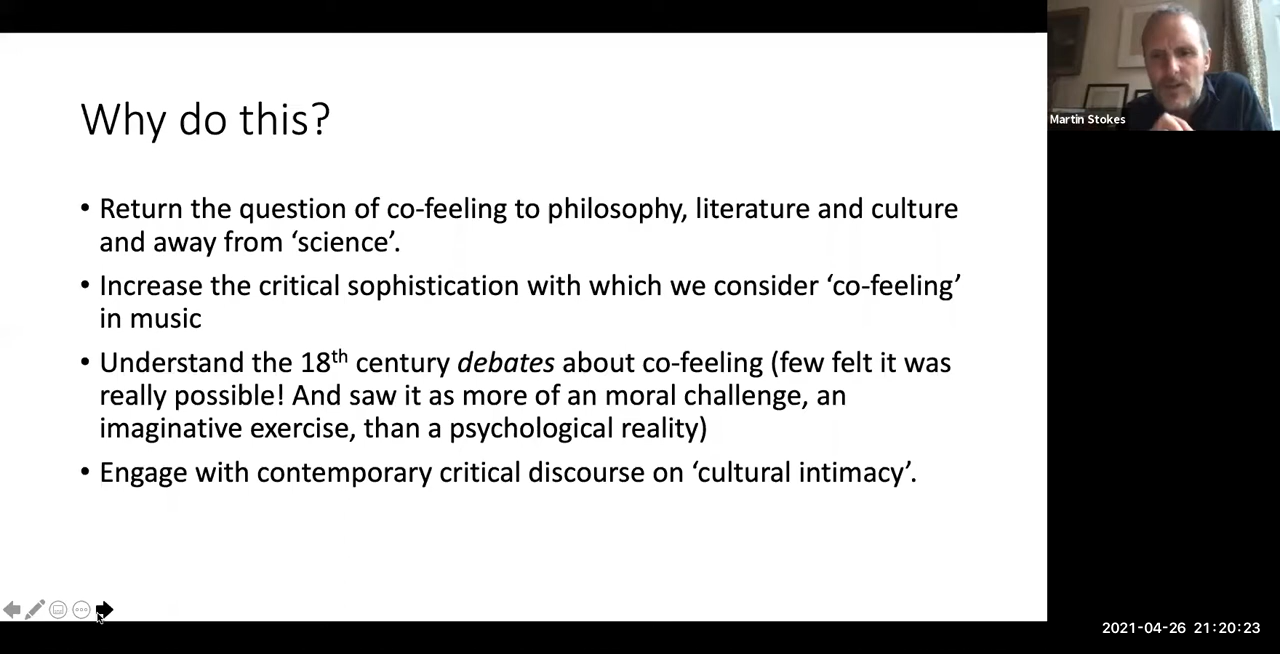 Why do this?
• Return the question of co-feeling to philosophy, literature and culture
and away from ‘science’.
• Increase the critical sophistication with which we consider ‘co-feeling’
in music
• Understand the 18th century debates about co-feeling (few felt it was
really possible! And saw it as more of an moral challenge, an
imaginative exercise, than a psychological reality)
• Engage with contemporary critical discourse on ‘cultural intimacy’.
Martin Stokes
2021-04-26 21:20:23